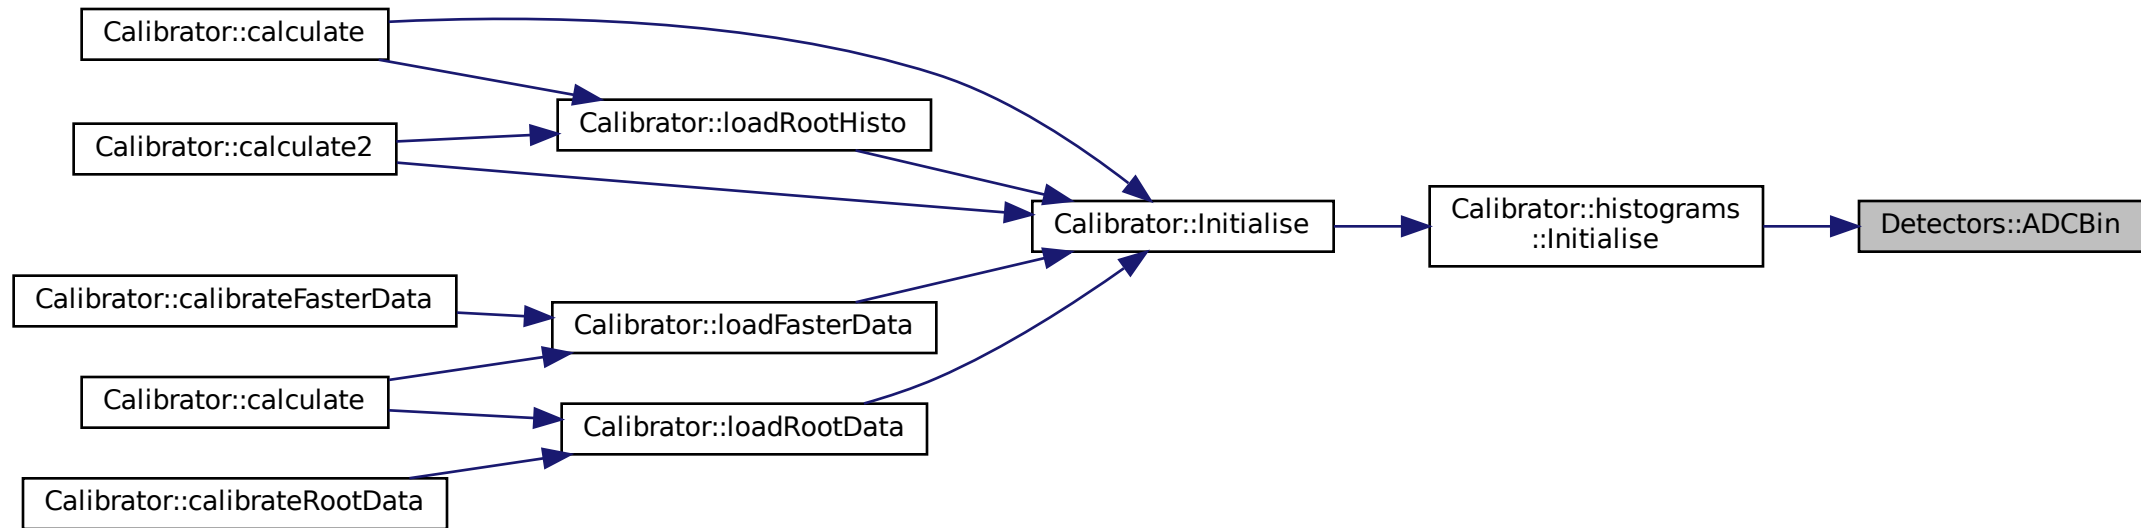 Calibrator::calculate
Calibrator::loadRootHisto
Calibrator::calculate2
Calibrator::Initialise
Calibrator::histograms
::Initialise
Detectors::ADCBin
Calibrator::calibrateFasterData
Calibrator::loadFasterData
Calibrator::calculate
Calibrator::loadRootData
Calibrator::calibrateRootData